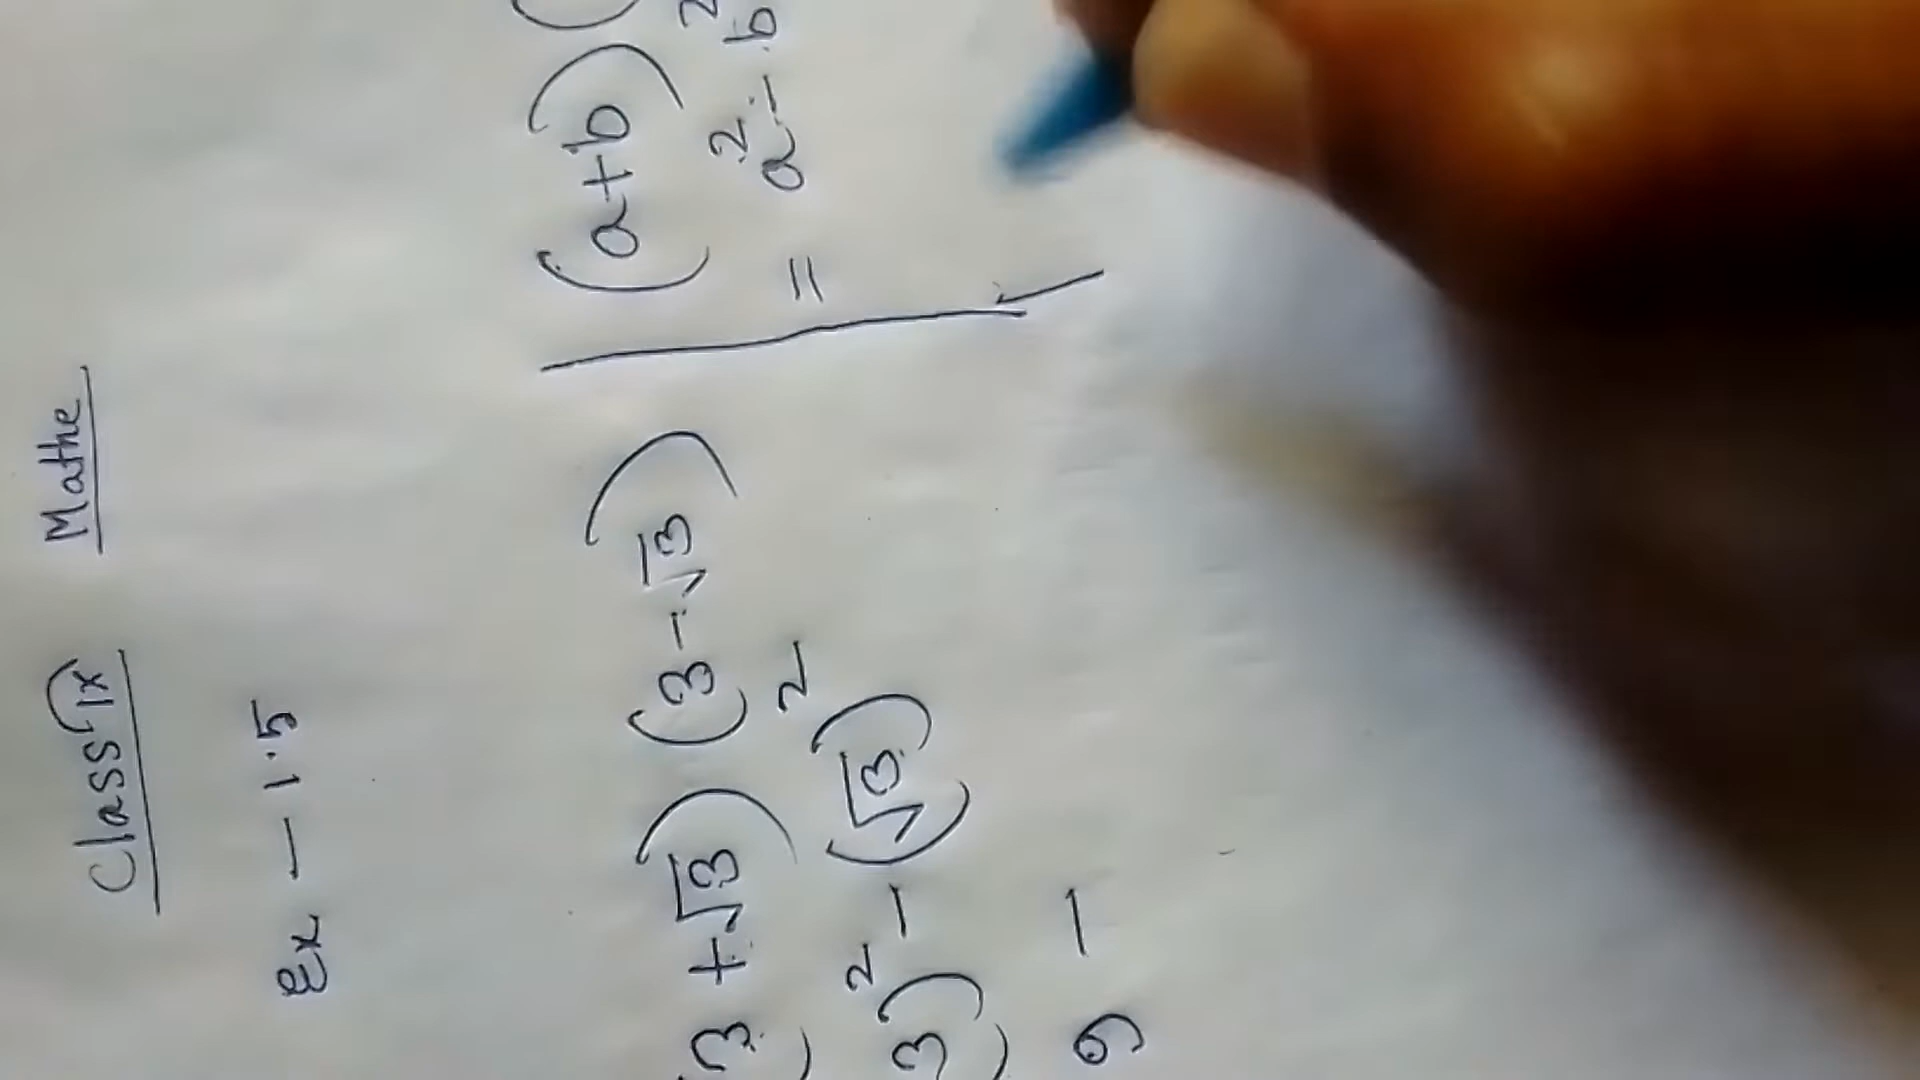 Class IX Mathe
Ex — 1.5
(3 + √3) (3 - √3)
(3)² - (√3)²
9 -
(a+b) (
= a² - b²